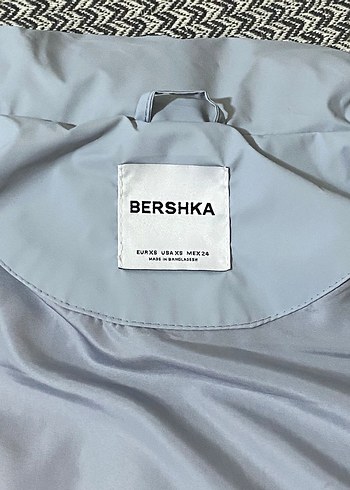 BERSHKA
EUR XS USA XS MEX 24
MADE IN BANGLADESH